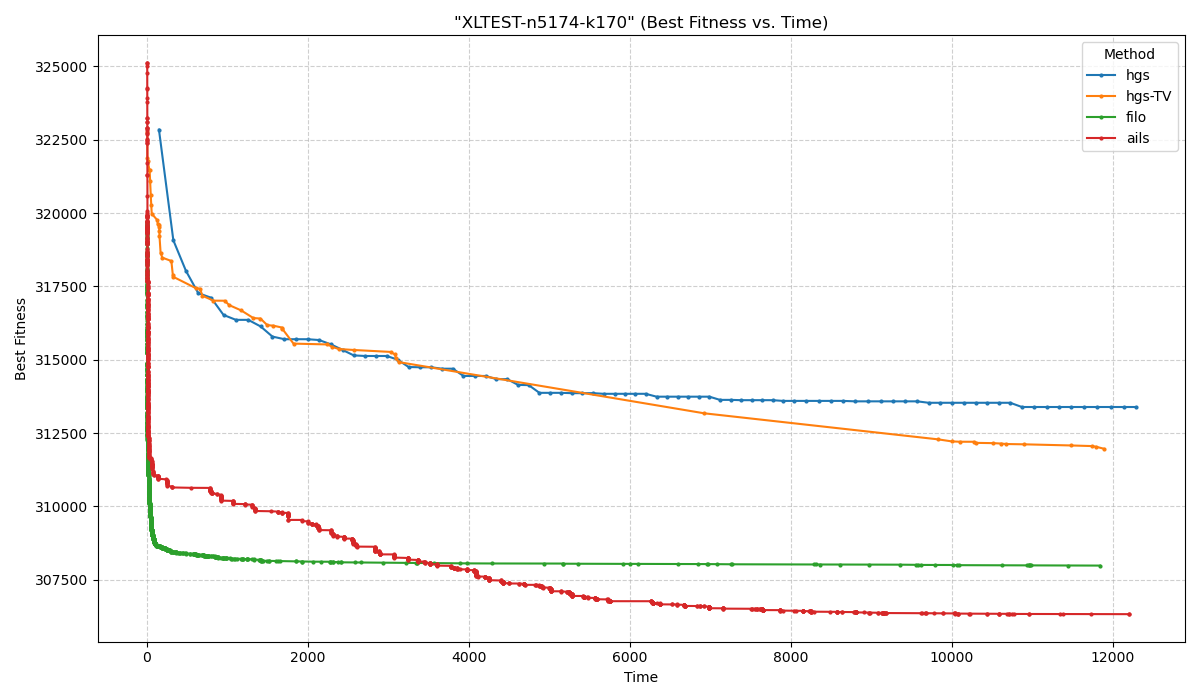 "XLTEST-n5174-k170" (Best Fitness vs. Time)
Method
hgs
hgs-TV
filo
ails
Best Fitness
325000
322500
320000
317500
315000
312500
310000
307500
0 2000 4000 6000 8000 10000 12000
Time